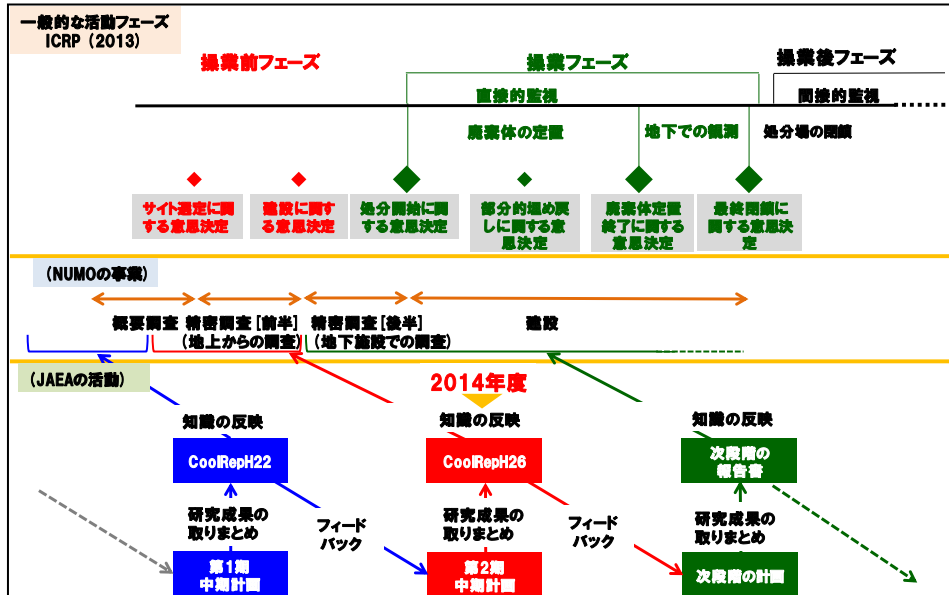 一般的な活動フェーズ
ICRP（2013）
操業前フェーズ
操業フェーズ
操業後フェーズ
直接的監視
間接的監視
廃棄体の定置
地下での観測
処分場の閉鎖
サイト選定に関
する意思決定
建設に関す
る意思決定
処分開始に関
する意思決定
部分的埋め戻
しに関する意
思決定
廃棄体定置
終了に関する
意思決定
最終閉鎖に
関する意思決
定
(NUMOの事業)
概要調査
精密調査[前半]
(地上からの調査)
精密調査[後半]
(地下施設での調査)
建設
(JAEAの活動)
2014年度
知識の反映
知識の反映
知識の反映
CoolRepH22
CoolRepH26
次段階の
報告書
研究成果の
取りまとめ
フィード
バック
研究成果の
取りまとめ
フィード
バック
研究成果の
取りまとめ
第1期
中期計画
第2期
中期計画
次段階の計画